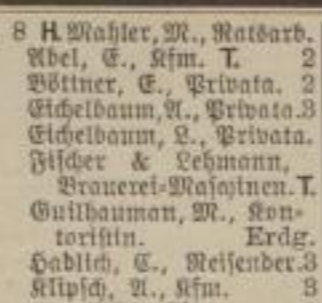 8 H. Mahler, M., Ratsarb.
Abel, E., Kfm. T. 2
Böttner, E., Privata. 2
Eichelbaum, A., Privata. 3
Eichelbaum, L., Privata.
Fischer & Lehmann,
Brauerei-Maschinen. T.
Guilhauman, M., Kon-
toristin. Erdg.
Hablich, C., Reisender. 3
Klipsch, A., Kfm. 3